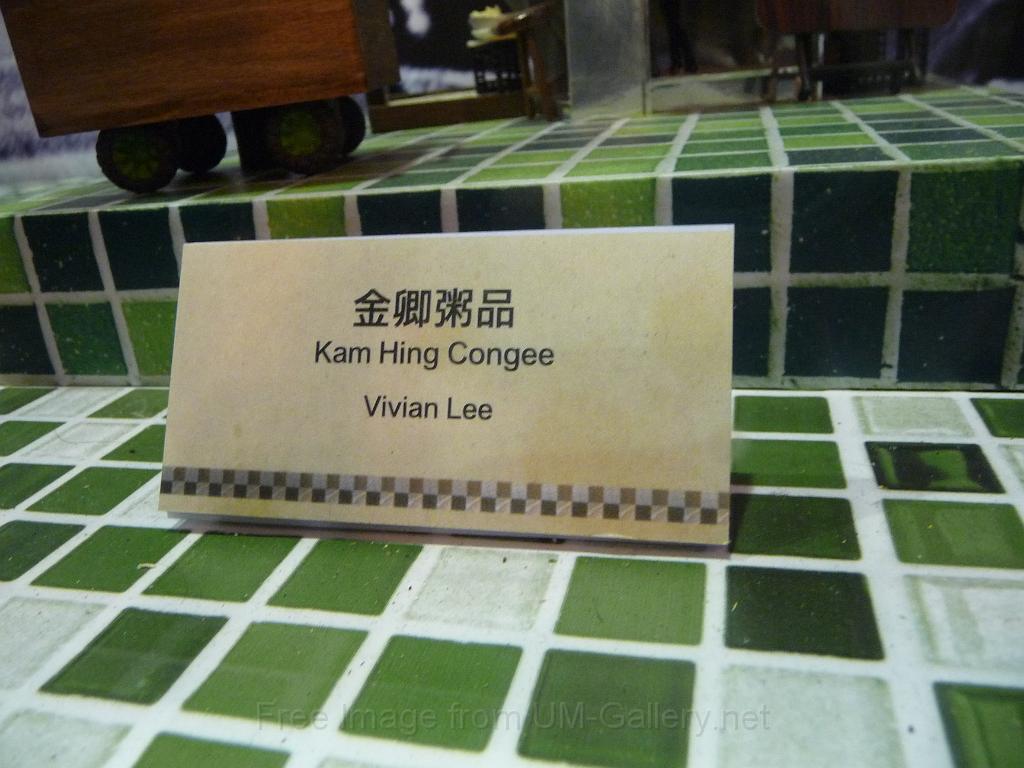 金卿粥品
Kam Hing Congee
Vivian Lee
Free Image from UM-Gallery.net